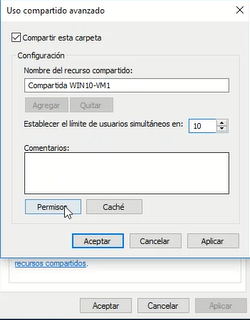 Uso compartido avanzado
Compartir esta carpeta
Configuración
Nombre del recurso compartido:
Compartida WIN10-VM1
Agregar
Quitar
Establecer el límite de usuarios simultáneos en:
10
Comentarios:
Permisos
Caché
Aceptar
Cancelar
Aplicar
recursos compartidos.
Aceptar
Cancelar
Aplicar